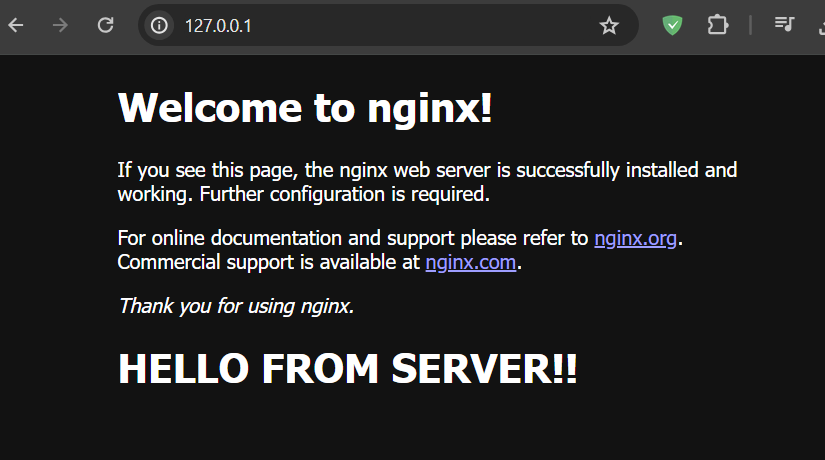 127.0.0.1
Welcome to nginx!
If you see this page, the nginx web server is successfully installed and
working. Further configuration is required.
For online documentation and support please refer to nginx.org.
Commercial support is available at nginx.com.
Thank you for using nginx.
HELLO FROM SERVER!!